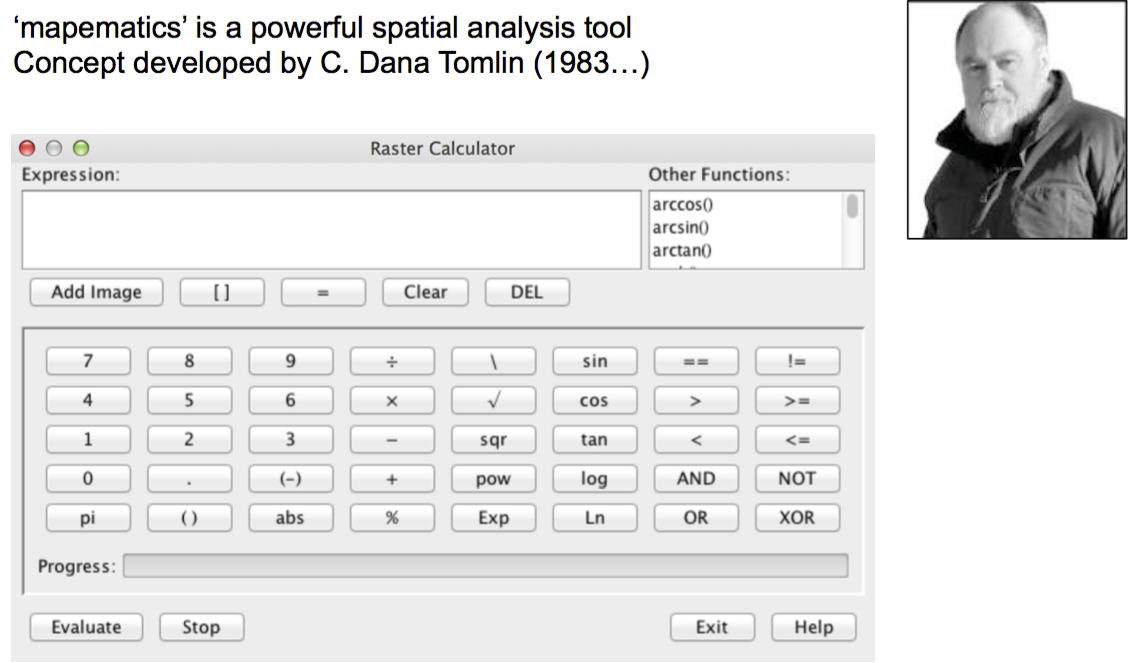 ‘mapematics’ is a powerful spatial analysis tool
Concept developed by C. Dana Tomlin (1983…)
Raster Calculator
Expression: Other Functions:
arccos()
arcsin()
arctan()
Add Image [ ] = Clear DEL
7 8 9 ÷ \ sin == !=
4 5 6 × √ cos > >=
1 2 3 − sqr tan < <=
0 . (−) + pow log AND NOT
pi ( ) abs % Exp Ln OR XOR
Progress:
Evaluate Stop Exit Help